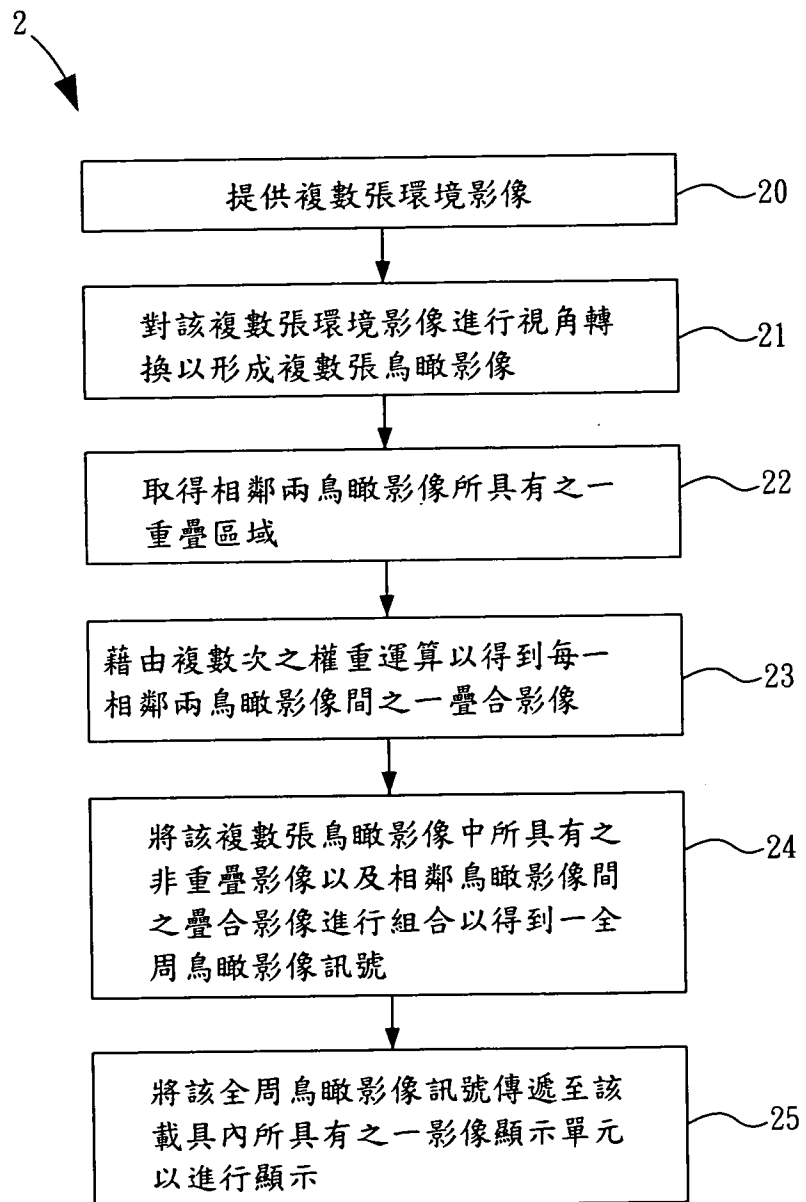 2
提供複數張環境影像
20
對該複數張環境影像進行視角轉
換以形成複數張鳥瞰影像
21
取得相鄰兩鳥瞰影像所具有之一
重疊區域
22
藉由複數次之權重運算以得到每一
相鄰兩鳥瞰影像間之一疊合影像
23
將該複數張鳥瞰影像中所具有之
非重疊影像以及相鄰鳥瞰影像間
之疊合影像進行組合以得到一全
周鳥瞰影像訊號
24
將該全周鳥瞰影像訊號傳遞至該
載具內所具有之一影像顯示單元
以進行顯示
25